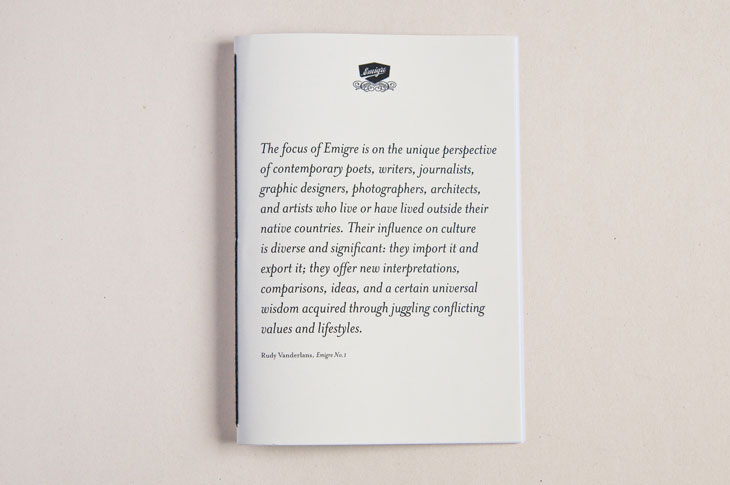 Emigre
The focus of Emigre is on the unique perspective
of contemporary poets, writers, journalists,
graphic designers, photographers, architects,
and artists who live or have lived outside their
native countries. Their influence on culture
is diverse and significant: they import it and
export it; they offer new interpretations,
comparisons, ideas, and a certain universal
wisdom acquired through juggling conflicting
values and lifestyles.
Rudy Vanderlans, Emigre No.1